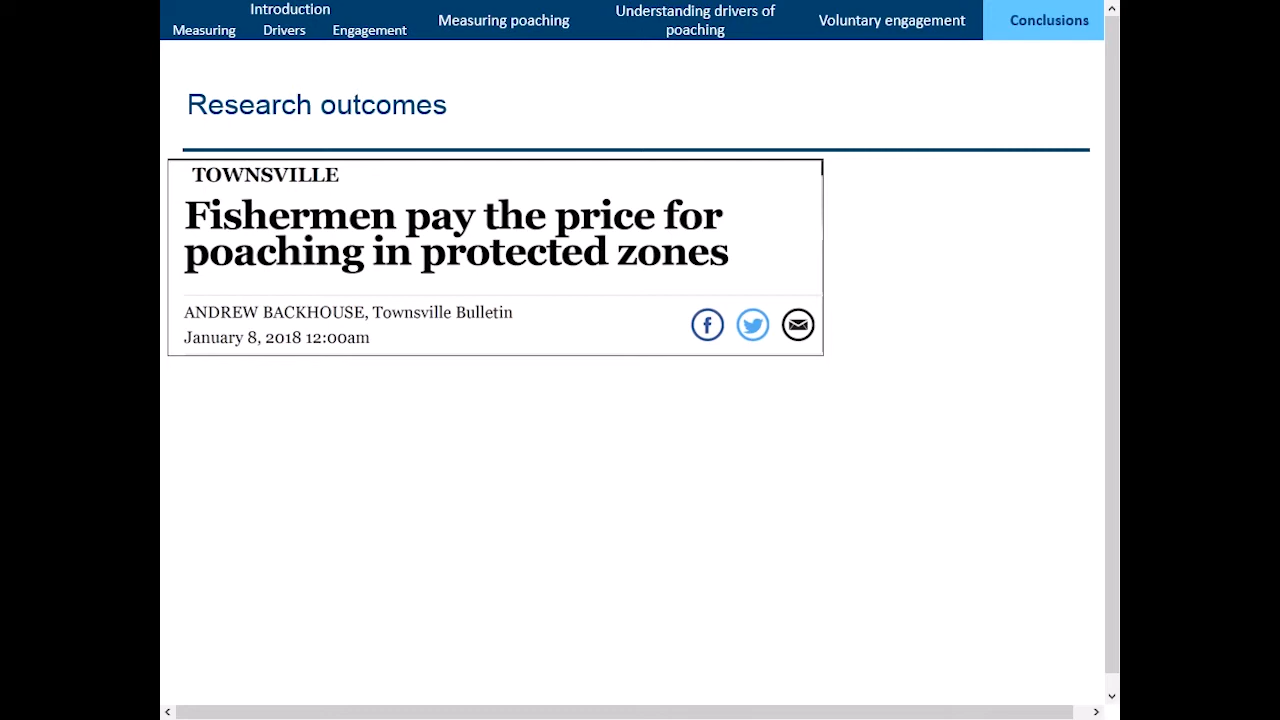 Introduction
Measuring Drivers Engagement
Measuring poaching
Understanding drivers of
poaching
Voluntary engagement
Conclusions
Research outcomes
TOWNSVILLE
Fishermen pay the price for
poaching in protected zones
ANDREW BACKHOUSE, Townsville Bulletin
January 8, 2018 12:00am